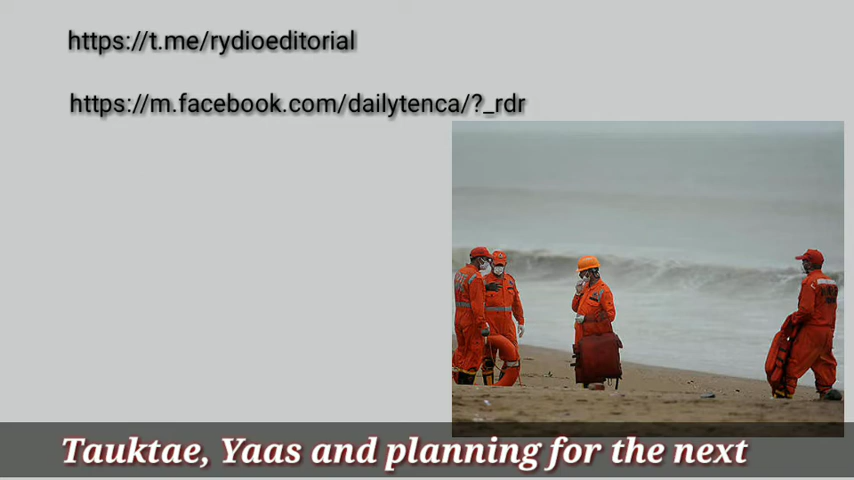 https://t.me/rydioeditorial
https://m.facebook.com/dailytenca/?_rdr
Tauktae, Yaas and planning for the next